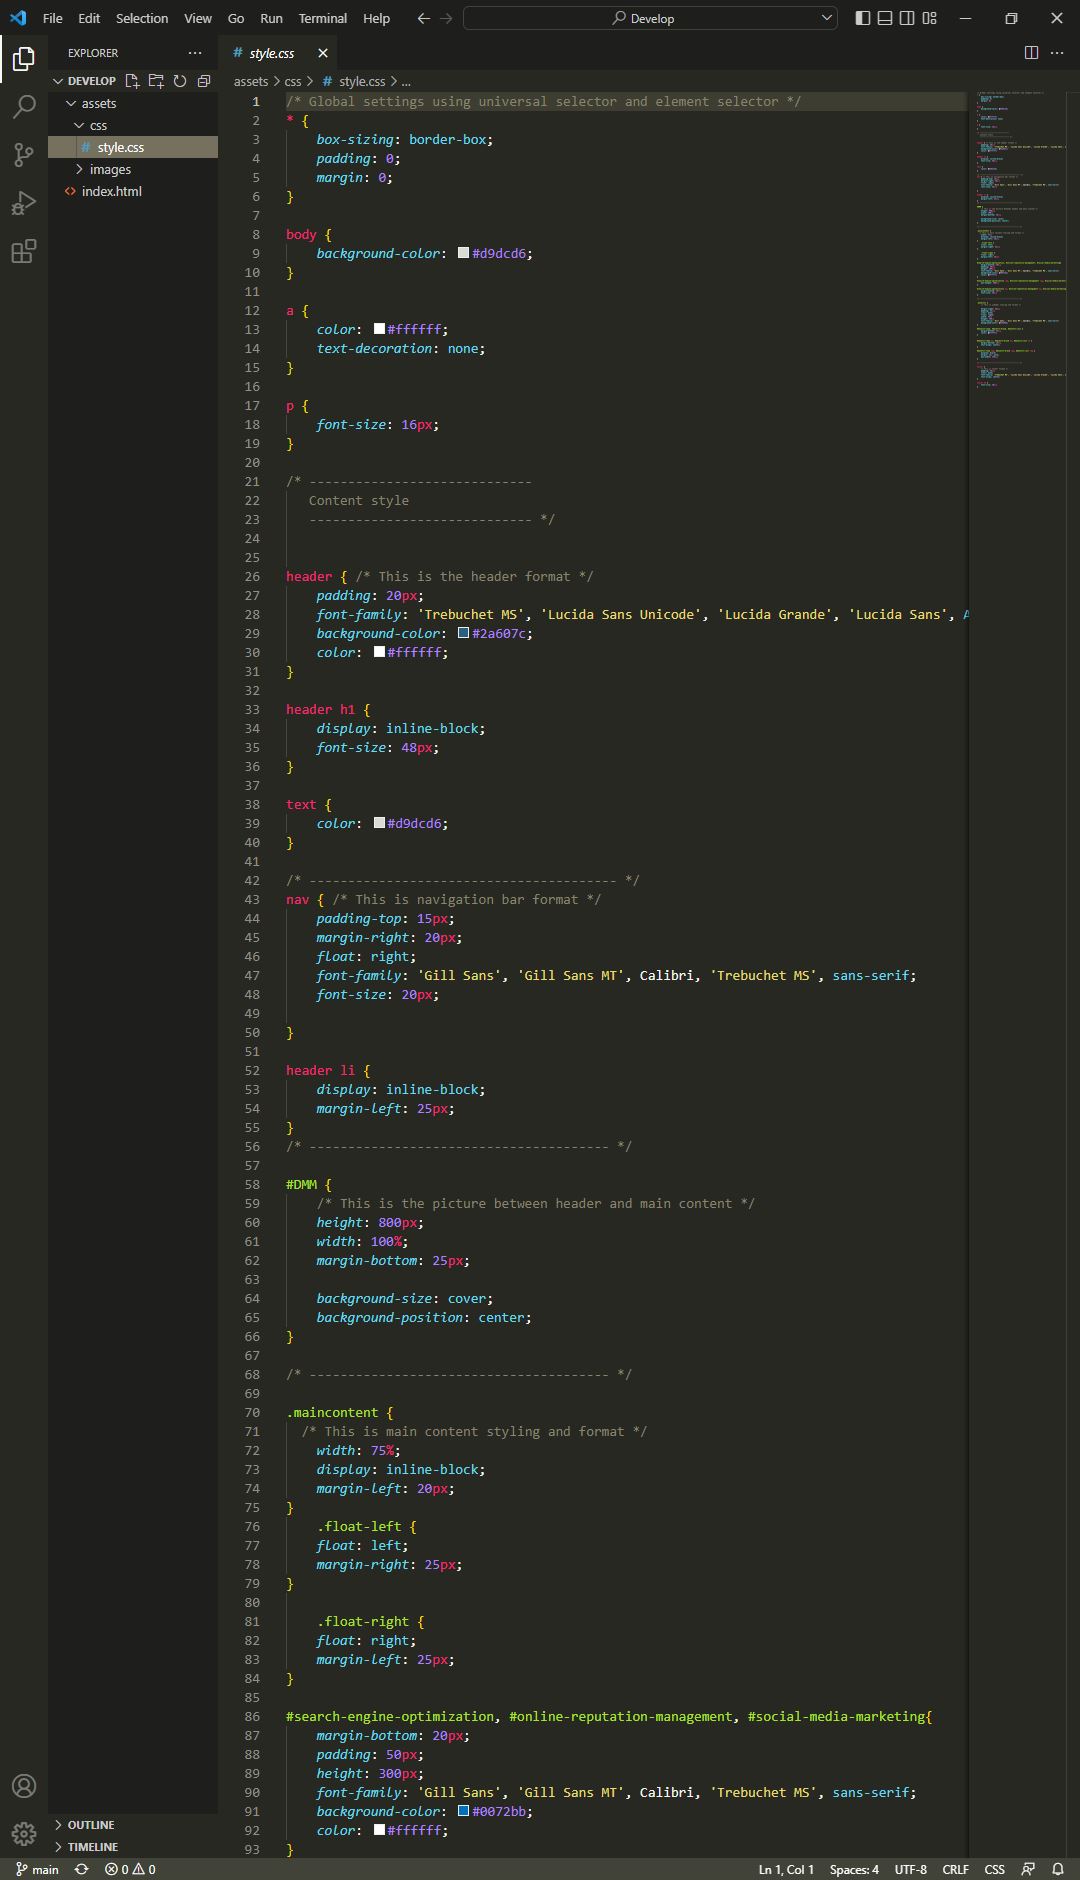 File Edit Selection View Go Run Terminal Help
Develop
EXPLORER
DEVELOP
assets
css
# style.css
images
<> index.html
OUTLINE
TIMELINE
# style.css
assets > css > # style.css > ...
1 /* Global settings using universal selector and element selector */
2 * {
3 box-sizing: border-box;
4 padding: 0;
5 margin: 0;
6 }
7
8 body {
9 background-color: #d9dcd6;
10 }
11
12 a {
13 color: #ffffff;
14 text-decoration: none;
15 }
16
17 p {
18 font-size: 16px;
19 }
20
21 /* -----------------------------
22 Content style
23 ----------------------------- */
24
25
26 header { /* This is the header format */
27 padding: 20px;
28 font-family: 'Trebuchet MS', 'Lucida Sans Unicode', 'Lucida Grande', 'Lucida Sans', A
29 background-color: #2a607c;
30 color: #ffffff;
31 }
32
33 header h1 {
34 display: inline-block;
35 font-size: 48px;
36 }
37
38 text {
39 color: #d9dcd6;
40 }
41
42 /* ---------------------------------------- */
43 nav { /* This is navigation bar format */
44 padding-top: 15px;
45 margin-right: 20px;
46 float: right;
47 font-family: 'Gill Sans', 'Gill Sans MT', Calibri, 'Trebuchet MS', sans-serif;
48 font-size: 20px;
49
50 }
51
52 header li {
53 display: inline-block;
54 margin-left: 25px;
55 }
56 /* --------------------------------------- */
57
58 #DMM {
59 /* This is the picture between header and main content */
60 height: 800px;
61 width: 100%;
62 margin-bottom: 25px;
63
64 background-size: cover;
65 background-position: center;
66 }
67
68 /* --------------------------------------- */
69
70 .maincontent {
71 /* This is main content styling and format */
72 width: 75%;
73 display: inline-block;
74 margin-left: 20px;
75 }
76 .float-left {
77 float: left;
78 margin-right: 25px;
79 }
80
81 .float-right {
82 float: right;
83 margin-left: 25px;
84 }
85
86 #search-engine-optimization, #online-reputation-management, #social-media-marketing{
87 margin-bottom: 20px;
88 padding: 50px;
89 height: 300px;
90 font-family: 'Gill Sans', 'Gill Sans MT', Calibri, 'Trebuchet MS', sans-serif;
91 background-color: #0072bb;
92 color: #ffffff;
93 }
main 0 0 Ln 1, Col 1 Spaces: 4 UTF-8 CRLF CSS